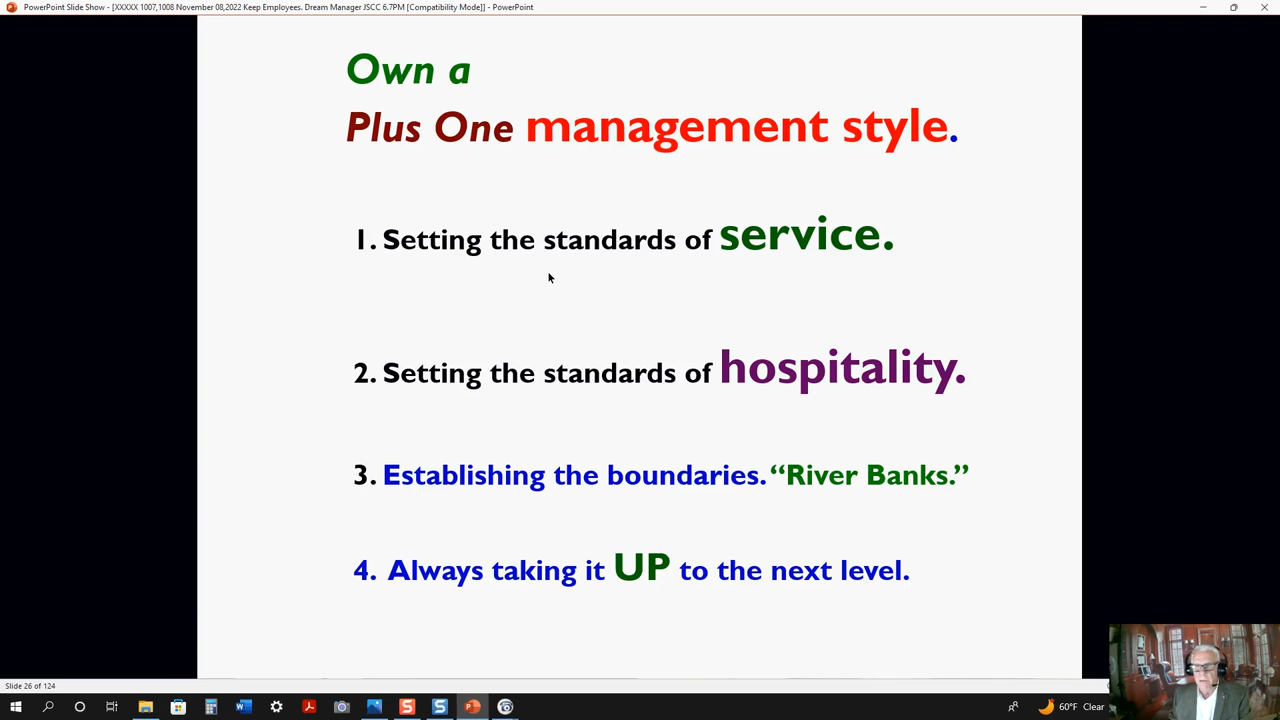 PowerPoint Slide Show - [XXXXX 1007,1008 November 08,2022 Keep Employees. Dream Manager JSCC 6.7PM [Compatibility Mode]] - PowerPoint
Own a
Plus One management style.
1. Setting the standards of service.
2. Setting the standards of hospitality.
3. Establishing the boundaries. “River Banks.”
4. Always taking it UP to the next level.
Slide 26 of 124
60°F Clear